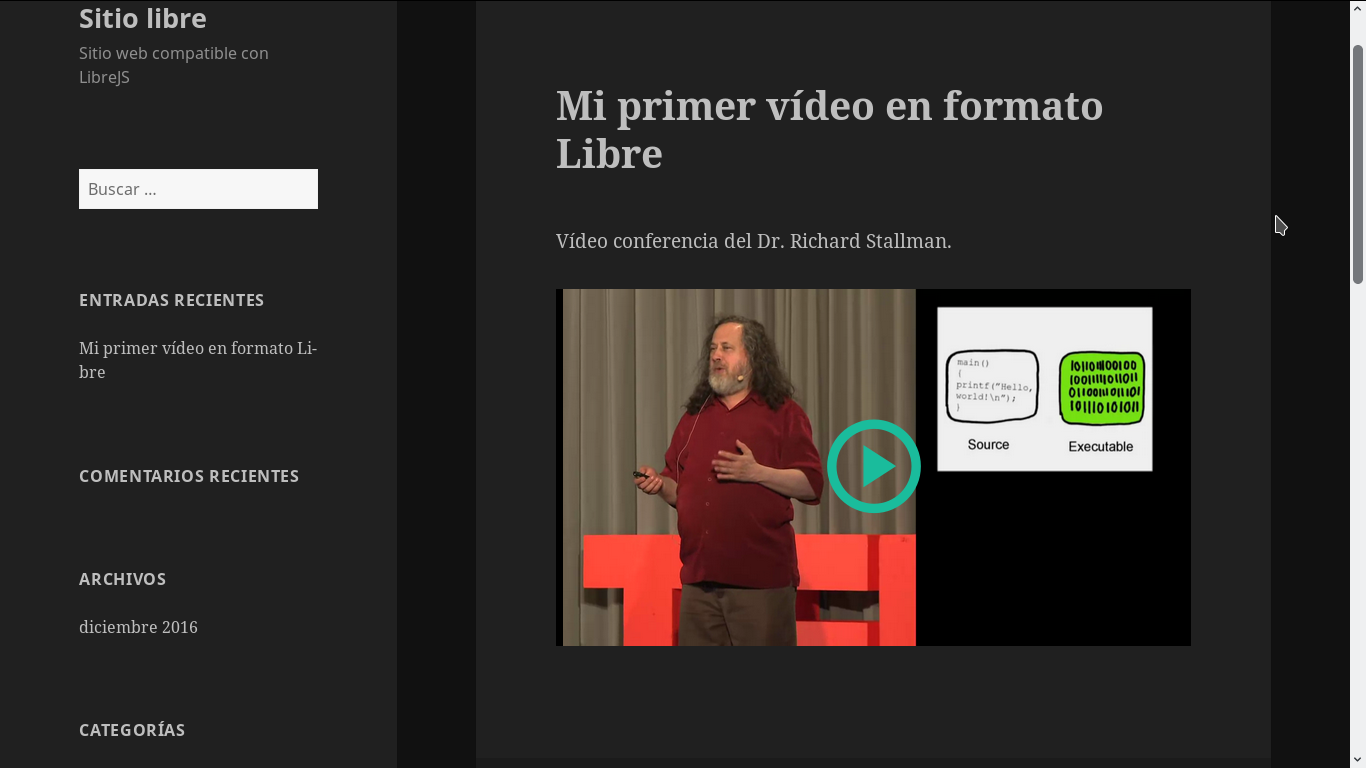 Sitio libre
Sitio web compatible con
LibreJS
Buscar ...
ENTRADAS RECIENTES
Mi primer vídeo en formato Li-
bre
COMENTARIOS RECIENTES
ARCHIVOS
diciembre 2016
CATEGORÍAS
Mi primer vídeo en formato
Libre
Vídeo conferencia del Dr. Richard Stallman.
main()
{
printf("Hello,
world!\n");
}
Source
Executable